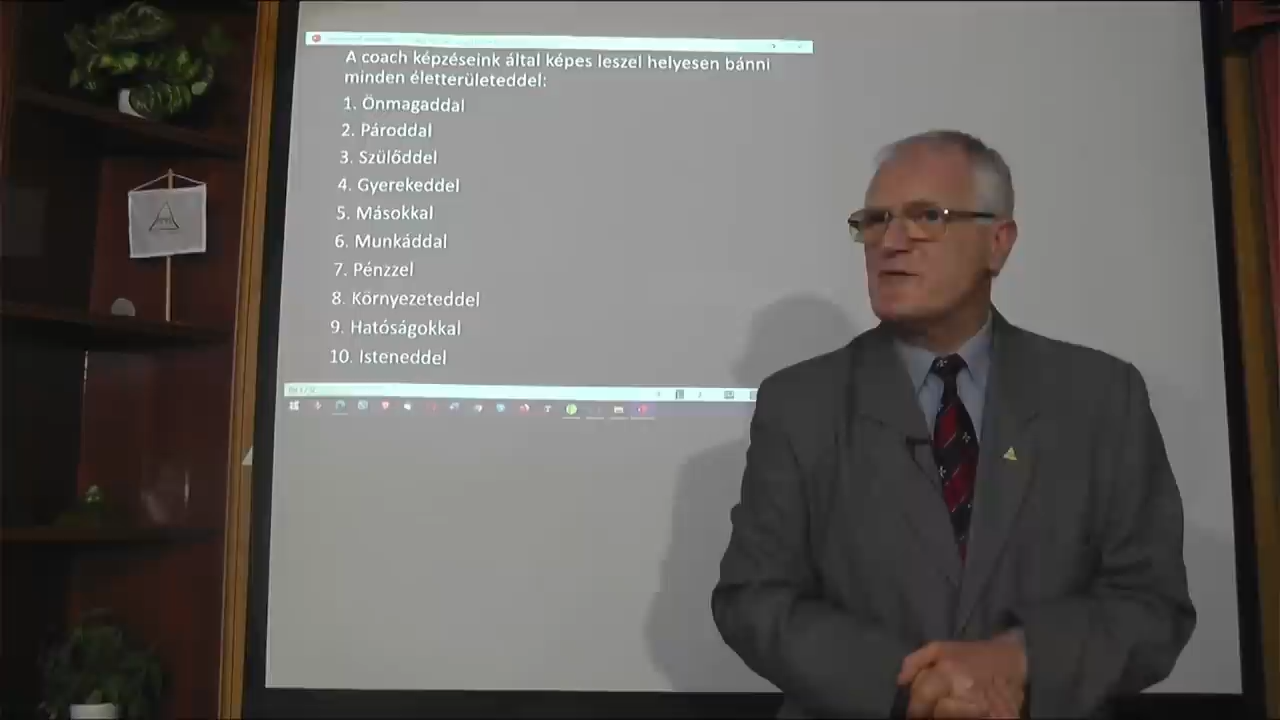 A coach képzéseink által képes leszel helyesen bánni
minden életterületeddel:
1. Önmagaddal
2. Pároddal
3. Szülőddel
4. Gyerekeddel
5. Másokkal
6. Munkáddal
7. Pénzzel
8. Környezeteddel
9. Hatóságokkal
10. Isteneddel